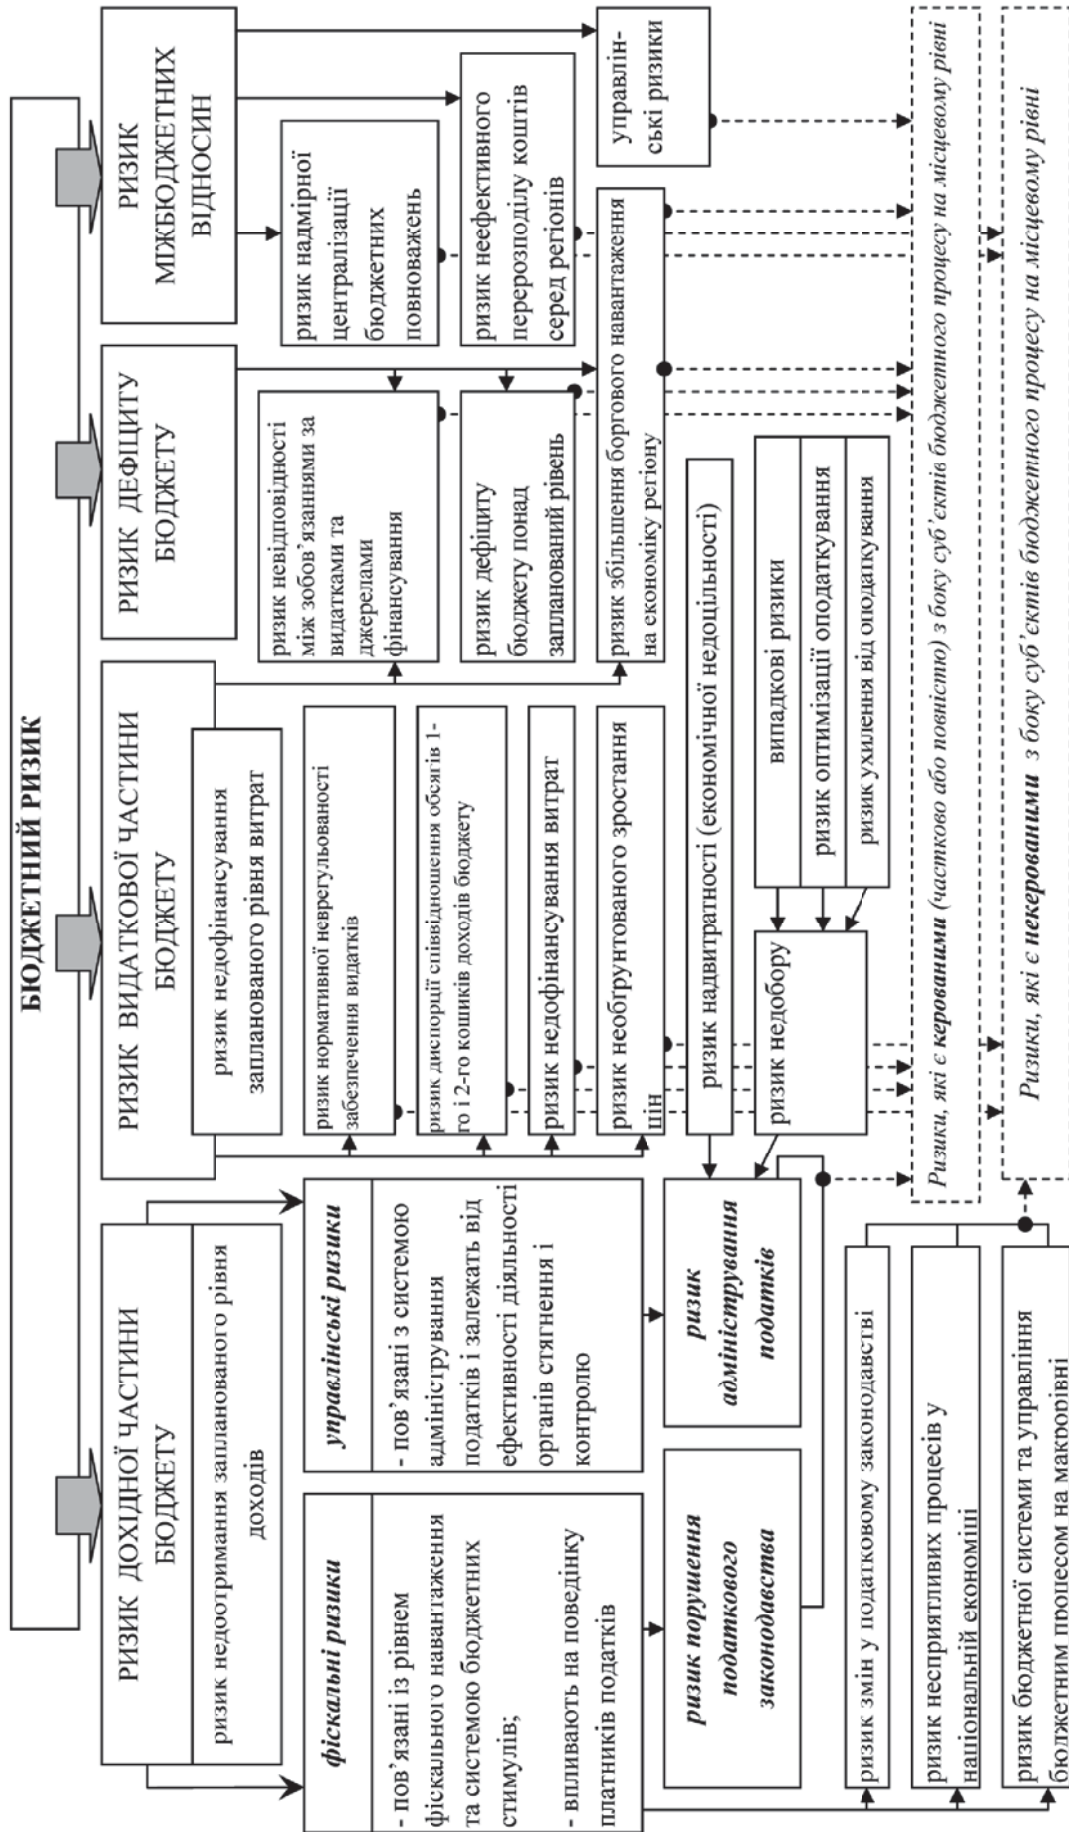 БЮДЖЕТНИЙ РИЗИК
РИЗИК ДОХІДНОЇ ЧАСТИНИ
БЮДЖЕТУ
ризик недоотримання запланованого рівня
доходів
фіскальні ризики
- пов’язані із рівнем
фіскального навантаження
та системою бюджетних
стимулів;
- впливають на поведінку
платників податків
управлінські ризики
- пов’язані з системою
адміністрування
податків і залежать від
ефективності діяльності
органів стягнення і
контролю
ризик порушення
податкового
законодавства
ризик
адміністрування
податків
ризик змін у податковому законодавстві
ризик несприятливих процесів у
національній економіці
ризик бюджетної системи та управління
бюджетним процесом на макрорівні
РИЗИК ВИДАТКОВОЇ ЧАСТИНИ
БЮДЖЕТУ
ризик недофінансування
запланованого рівня витрат
ризик нормативної неврегульованості
забезпечення видатків
ризик диспорції співвідношення обсягів 1-
го і 2-го кошиків доходів бюджету
ризик недофінансування витрат
ризик необґрунтованого зростання
цін
ризик надвитратності (економічної недоцільності)
ризик недобору
випадкові ризики
ризик оптимізації оподаткування
ризик ухилення від оподаткування
РИЗИК ДЕФІЦИТУ
БЮДЖЕТУ
ризик невідповідності
між зобов’язаннями за
видатками та
джерелами
фінансування
ризик дефіциту
бюджету понад
запланований рівень
ризик збільшення боргового навантаження
на економіку регіону
РИЗИК
МІЖБЮДЖЕТНИХ
ВІДНОСИН
ризик надмірної
централізації
бюджетних
повноважень
ризик неефективного
перерозподілу коштів
серед регіонів
управлін-
ські ризики
Ризики, які є керованими (частково або повністю) з боку суб’єктів бюджетного процесу на місцевому рівні
Ризики, які є некерованими з боку суб’єктів бюджетного процесу на місцевому рівні